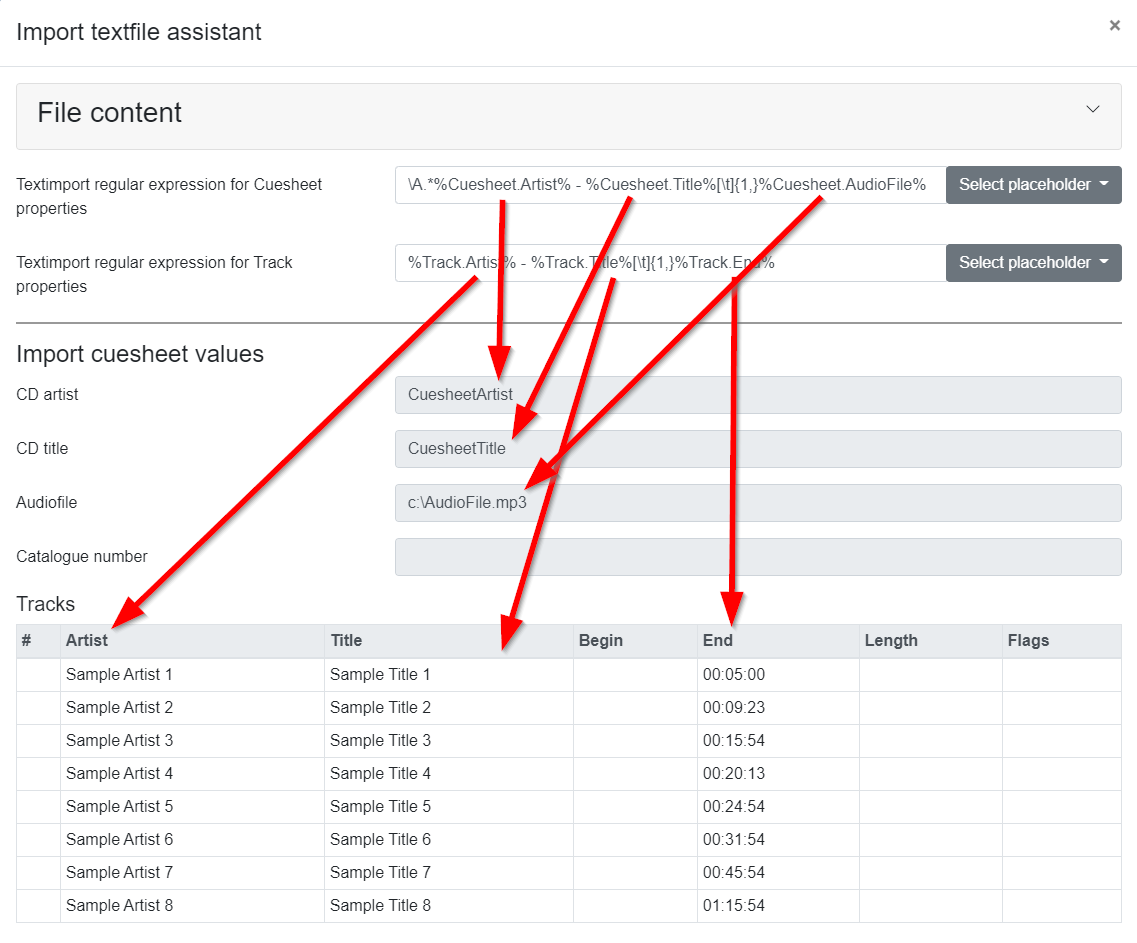 Import textfile assistant ×
File content
Textimport regular expression for Cuesheet properties
\A.*%Cuesheet.Artist% - %Cuesheet.Title%[\t]{1,}%Cuesheet.AudioFile% Select placeholder
Textimport regular expression for Track properties
%Track.Artist% - %Track.Title%[\t]{1,}%Track.End% Select placeholder
Import cuesheet values
CD artist CuesheetArtist
CD title CuesheetTitle
Audiofile c:\AudioFile.mp3
Catalogue number
Tracks
# Artist Title Begin End Length Flags
Sample Artist 1 Sample Title 1 00:05:00
Sample Artist 2 Sample Title 2 00:09:23
Sample Artist 3 Sample Title 3 00:15:54
Sample Artist 4 Sample Title 4 00:20:13
Sample Artist 5 Sample Title 5 00:24:54
Sample Artist 6 Sample Title 6 00:31:54
Sample Artist 7 Sample Title 7 00:45:54
Sample Artist 8 Sample Title 8 01:15:54